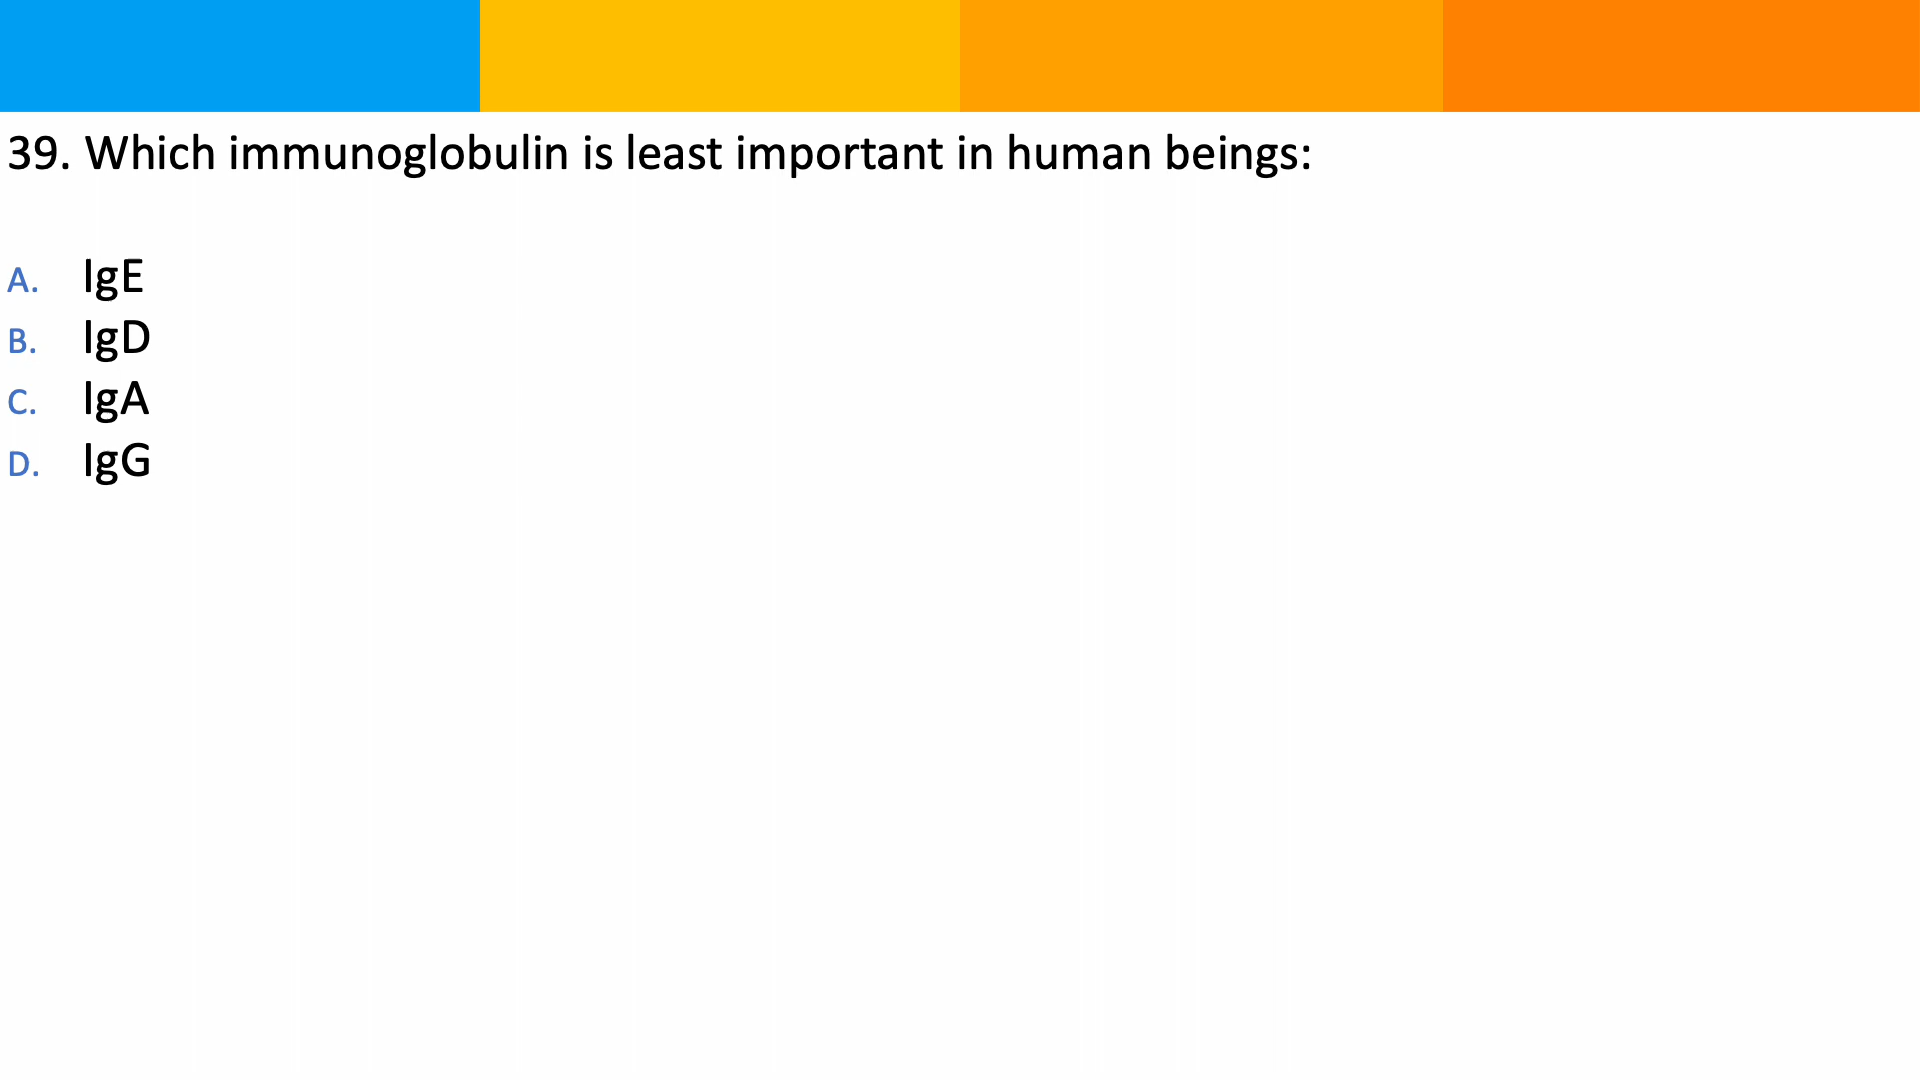 39. Which immunoglobulin is least important in human beings:
A. IgE
B. IgD
C. IgA
D. IgG